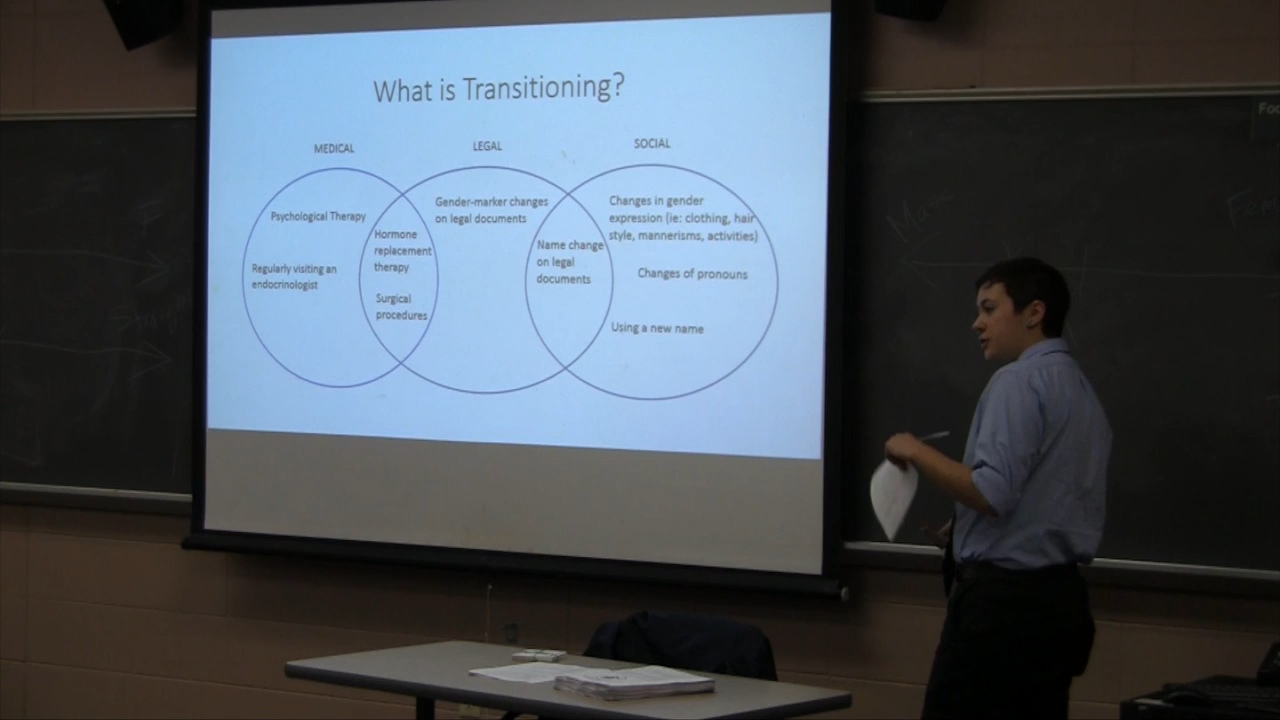 What is Transitioning?
MEDICAL
LEGAL
SOCIAL
Psychological Therapy
Regularly visiting an
endocrinologist
Hormone
replacement
therapy
Surgical
procedures
Gender-marker changes
on legal documents
Name change
on legal
documents
Changes in gender
expression (ie: clothing, hair
style, mannerisms, activities)
Changes of pronouns
Using a new name
Male